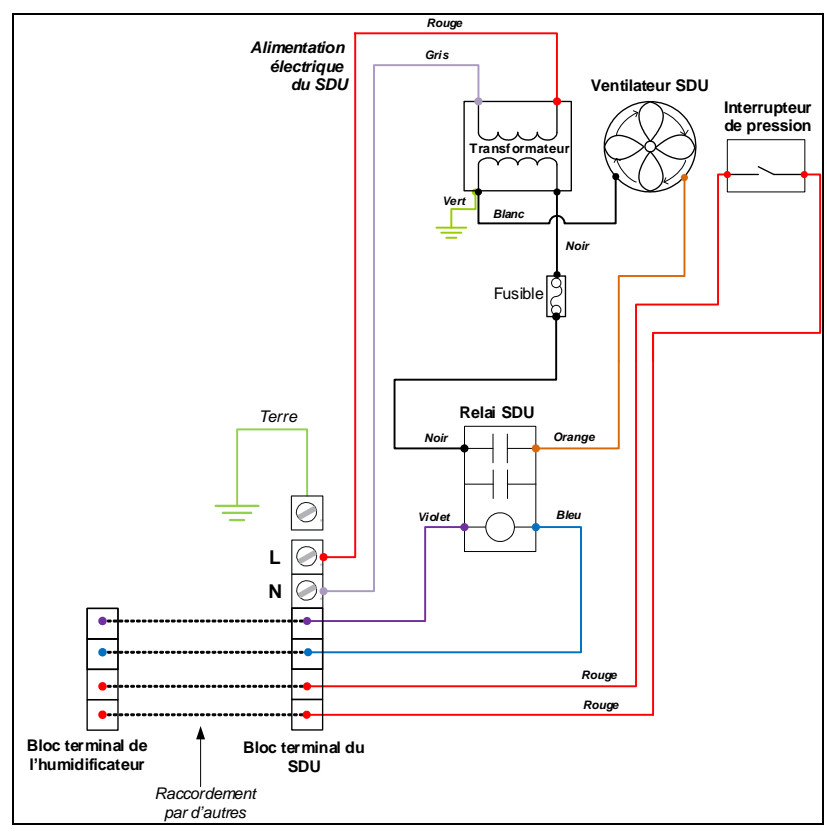 Rouge
Alimentation
électrique
du SDU
Gris
Ventilateur SDU
Interrupteur
de pression
Transformateur
Vert
Blanc
Noir
Fusible
Relai SDU
Terre
Noir
Orange
Violet
Bleu
L
N
Rouge
Rouge
Bloc terminal de
l'humidificateur
Bloc terminal du
SDU
Raccordement
par d'autres